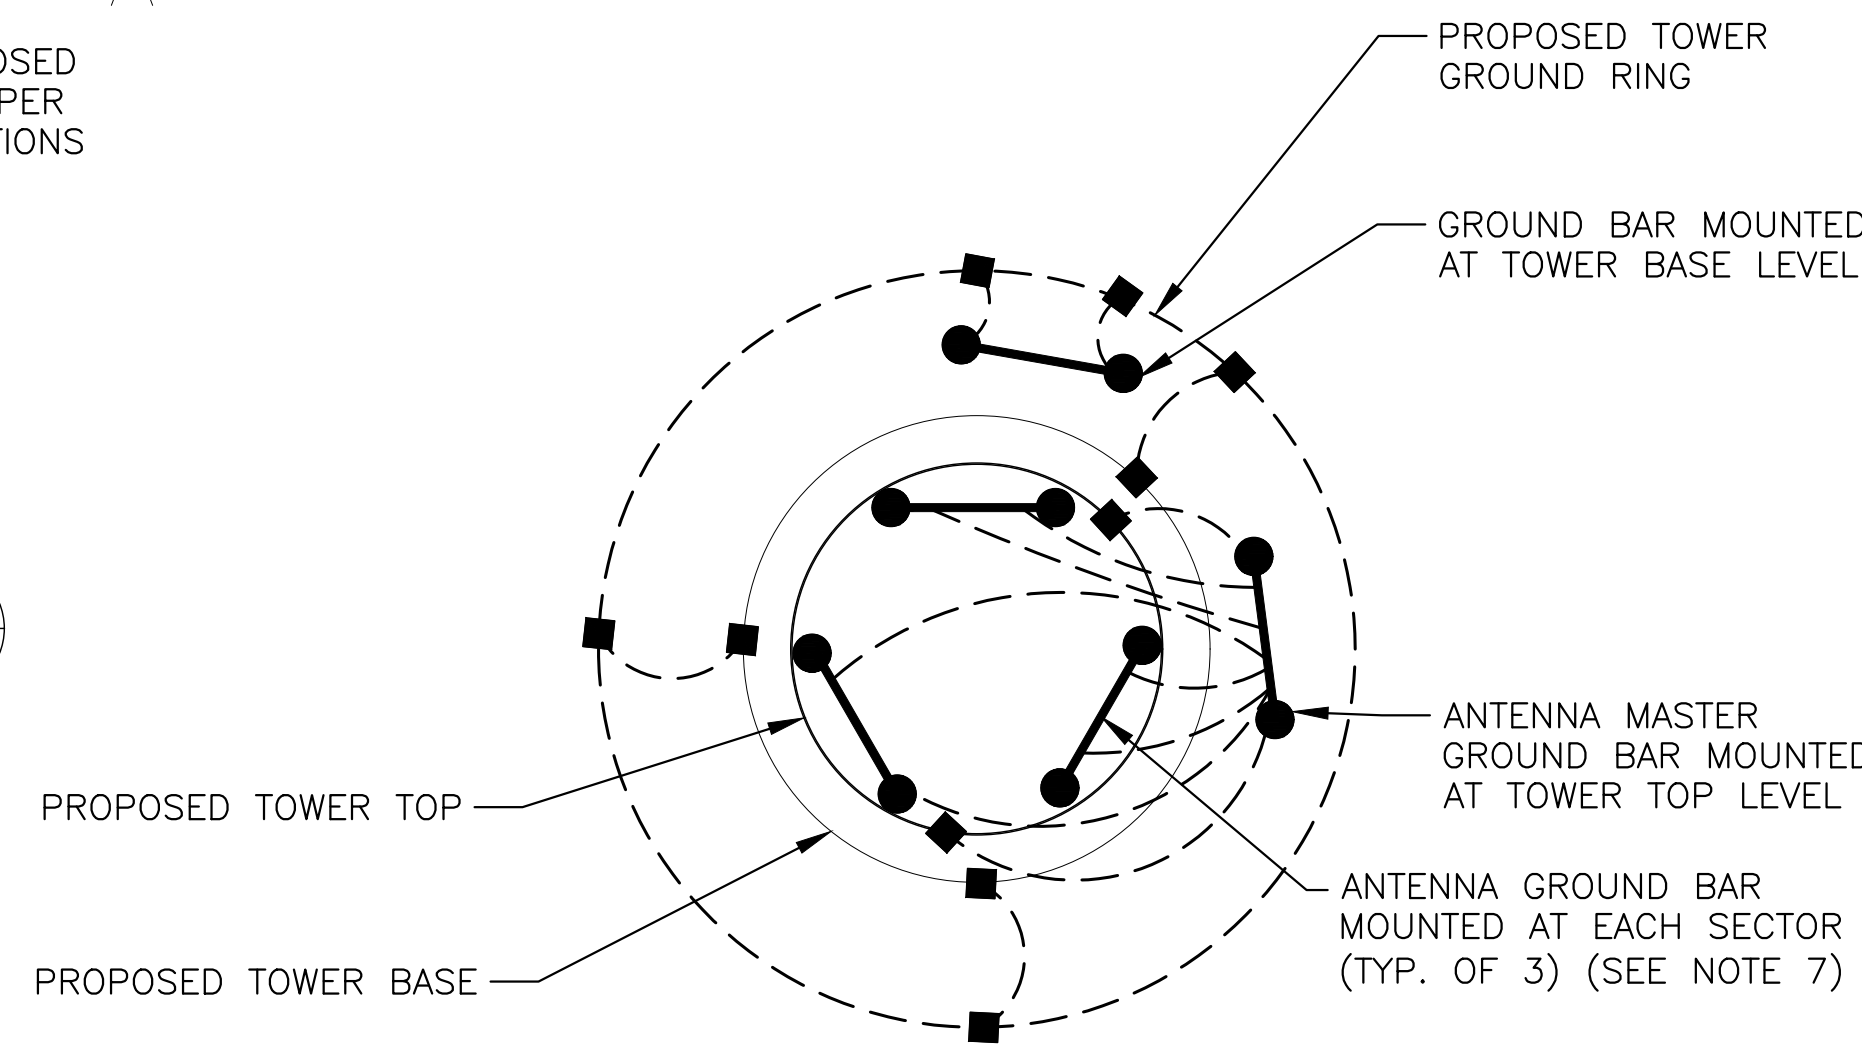 OSED
PER
TIONS
PROPOSED TOWER
GROUND RING
GROUND BAR MOUNTED
AT TOWER BASE LEVEL
ANTENNA MASTER
GROUND BAR MOUNTED
AT TOWER TOP LEVEL
PROPOSED TOWER TOP
ANTENNA GROUND BAR
MOUNTED AT EACH SECTOR
(TYP. OF 3) (SEE NOTE 7)
PROPOSED TOWER BASE